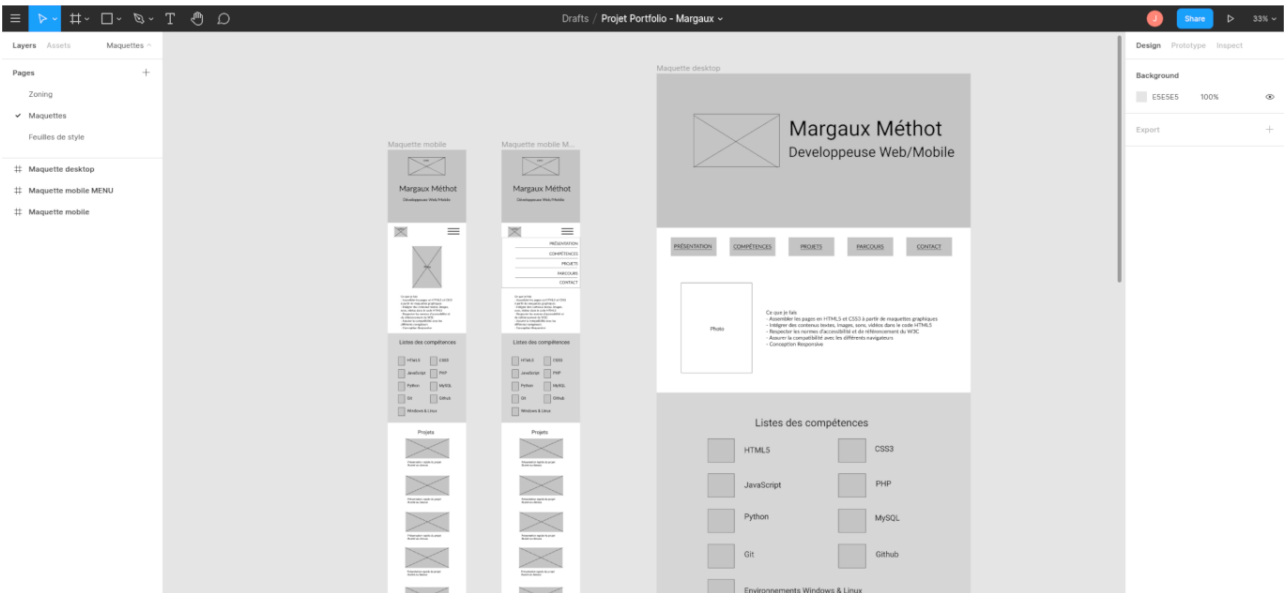 Drafts / Projet Portfolio - Margaux
J
Share
33%
Layers Assets Maquettes
Pages
Zoning
Maquettes
Feuilles de style
Maquette desktop
Maquette mobile MENU
Maquette mobile
Maquette mobile
Margaux Méthot
Développeuse Web/Mobile
Listes des compétences
HTML5 CSS3
JavaScript PHP
Python MySQL
Git Github
Windows & Linux
Projets
Maquette mobile M...
Margaux Méthot
Développeuse Web/Mobile
PRÉSENTATION
COMPÉTENCES
PROJETS
PARCOURS
CONTACT
Listes des compétences
HTML5 CSS3
JavaScript PHP
Python MySQL
Git Github
Windows & Linux
Projets
Maquette desktop
Margaux Méthot
Developpeuse Web/Mobile
PRÉSENTATION COMPÉTENCES PROJETS PARCOURS CONTACT
Photo
Ce que je fais
- Assembler les pages en HTML5 et CSS3 à partir de maquettes graphiques
- Intégrer des contenus textes, images, sons, vidéos dans le code HTML5
- Respecter les normes d'accessibilité et de référencement du W3C
- Assurer la compatibilité avec les différents navigateurs
- Conception Responsive
Listes des compétences
HTML5 CSS3
JavaScript PHP
Python MySQL
Git Github
Environnements Windows & Linux
Design Prototype Inspect
Background
E5E5E5 100%
Export